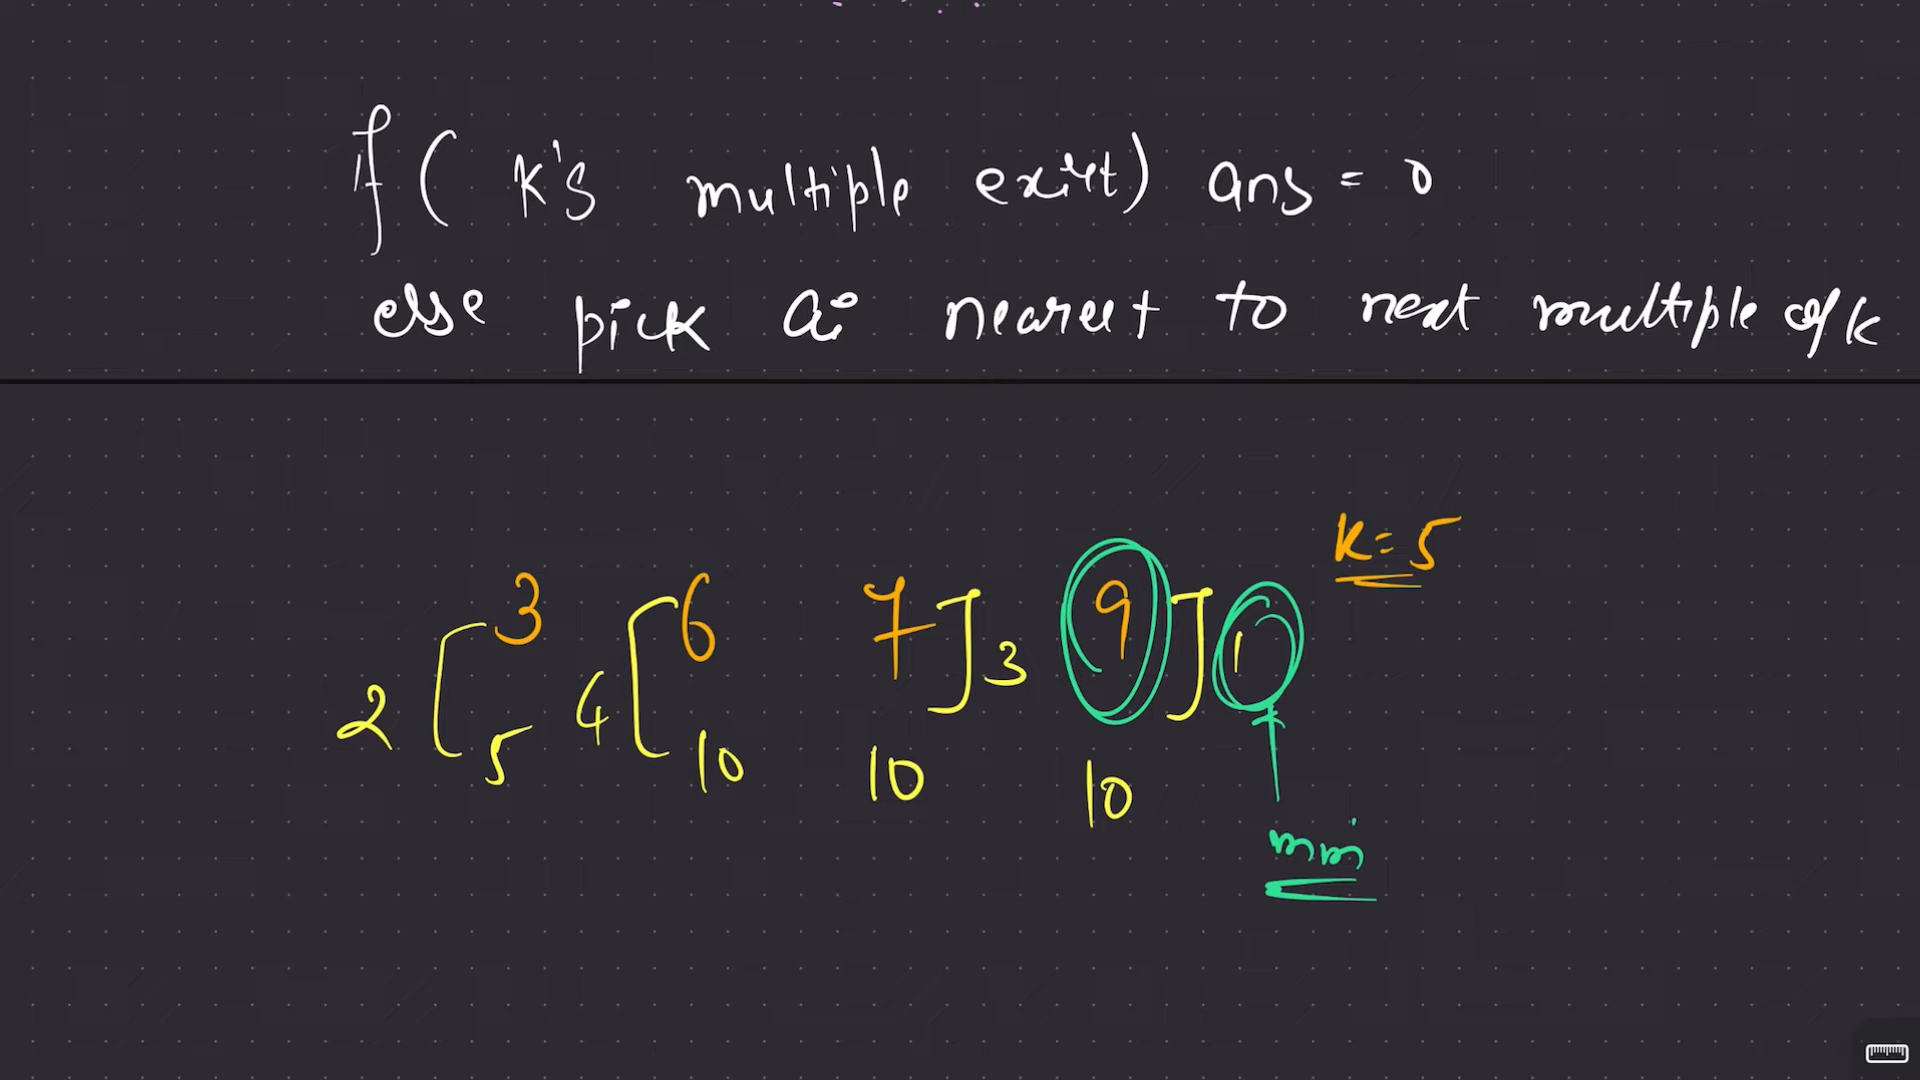 if ( K's multiple exist) ans = 0
else pick ai nearest to next multiple of k
k = 5
3 6 7 ] 3 9 ] 1
2 [ 5 4 [ 10 10 10
min